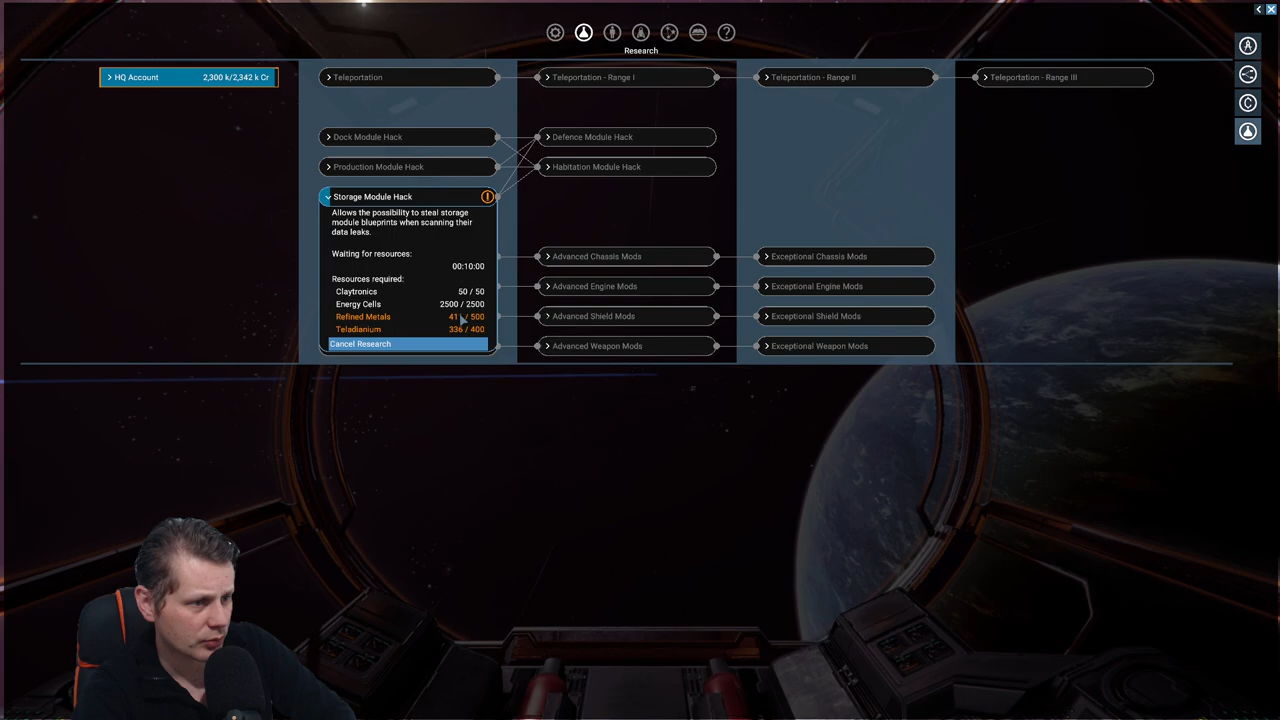 Research
HQ Account 2,300 k/2,342 k Cr
Teleportation
Teleportation - Range I
Teleportation - Range II
Teleportation - Range III
Dock Module Hack
Defence Module Hack
Production Module Hack
Habitation Module Hack
Storage Module Hack
Allows the possibility to steal storage
module blueprints when scanning their
data leaks.
Waiting for resources:
00:10:00
Resources required:
Claytronics 50 / 50
Energy Cells 2500 / 2500
Refined Metals / 500
Teladianium 336 / 400
Cancel Research
Advanced Chassis Mods
Exceptional Chassis Mods
Advanced Engine Mods
Exceptional Engine Mods
Advanced Shield Mods
Exceptional Shield Mods
Advanced Weapon Mods
Exceptional Weapon Mods